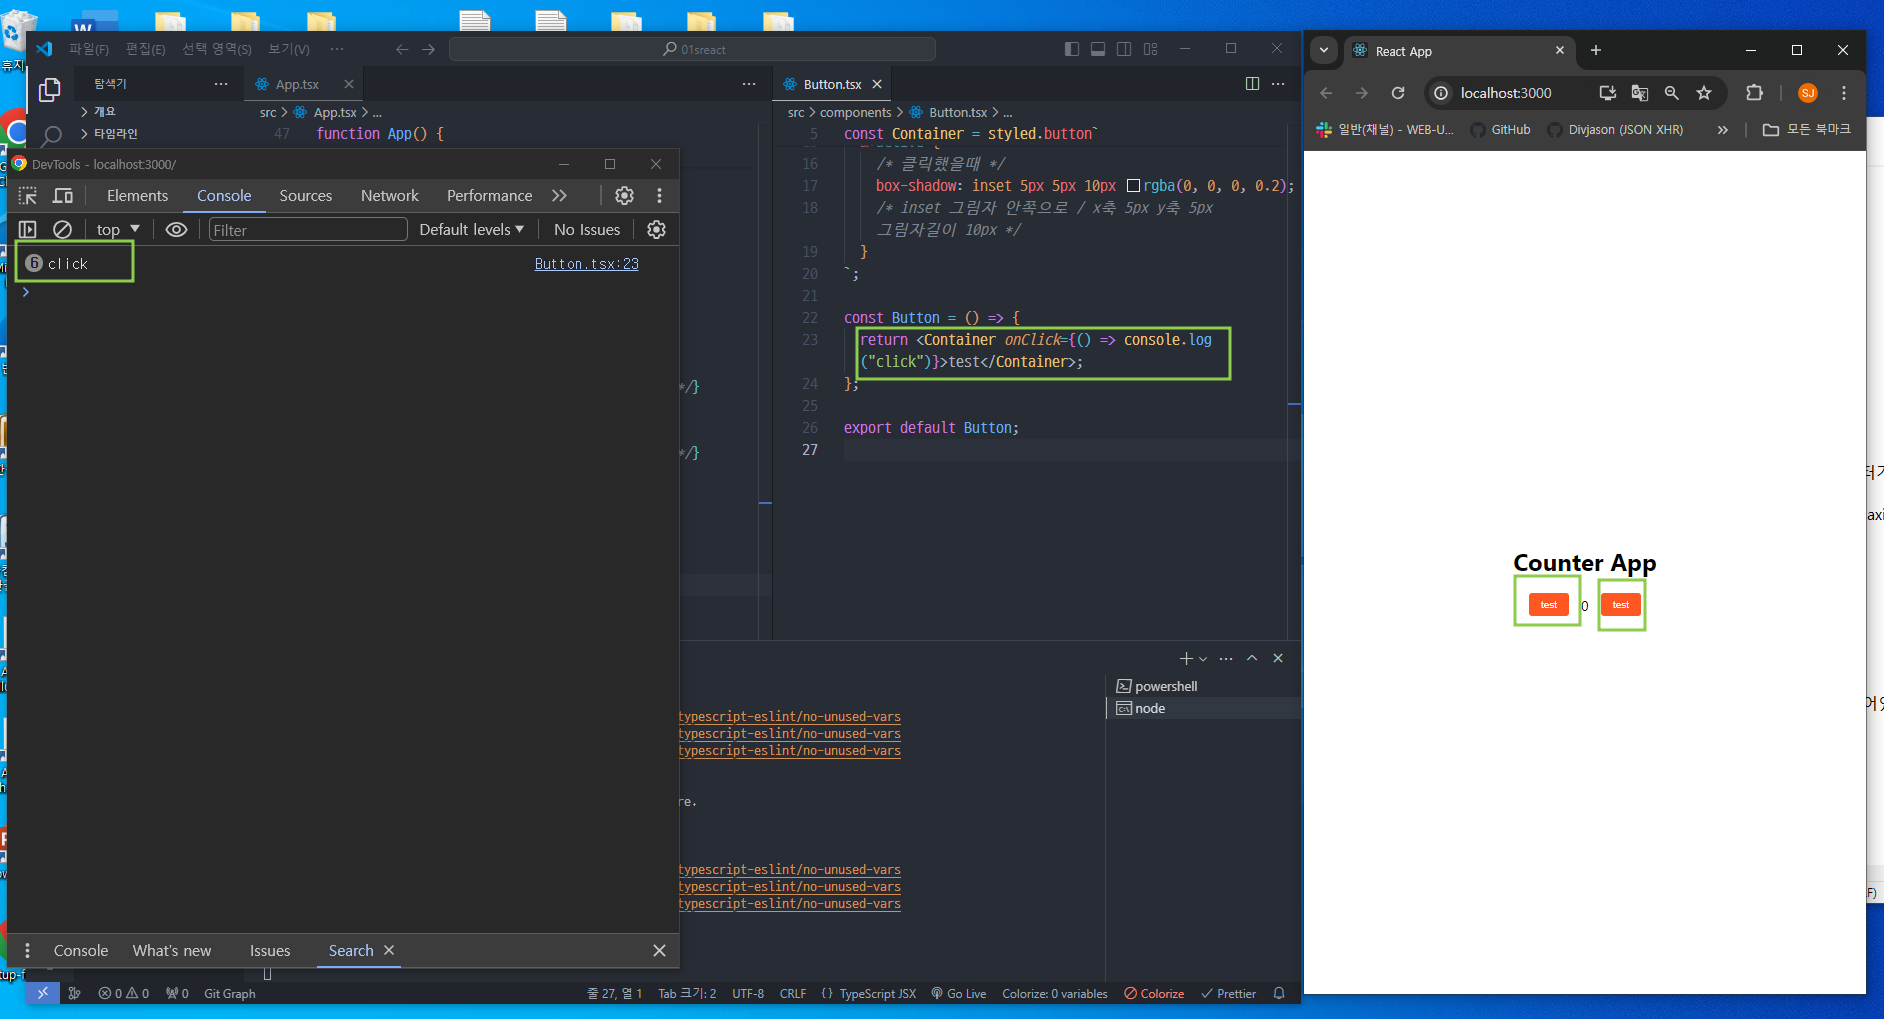 휴지
파일(F) 편집(E) 선택 영역(S) 보기(V) ···
01sreact
탐색기 ···
App.tsx
···
> 개요
> 타임라인
src > App.tsx > ...
47 function App() {
*/}
*/}
Button.tsx
···
src > components > Button.tsx > ...
5 const Container = styled.button`
16 /* 클릭했을때 */
17 box-shadow: inset 5px 5px 10px rgba(0, 0, 0, 0.2);
18 /* inset 그림자 안쪽으로 / x축 5px y축 5px
그림자길이 10px */
19 }
20 `;
21
22 const Button = () => {
23 return <Container onClick={() => console.log
("click")}>test</Container>;
24 };
25
26 export default Button;
27
DevTools - localhost:3000/
Elements Console Sources Network Performance >>
top Filter Default levels No Issues
6 click Button.tsx:23
>
Console What's new Issues Search
powershell
node
typescript-eslint/no-unused-vars
typescript-eslint/no-unused-vars
typescript-eslint/no-unused-vars
re.
typescript-eslint/no-unused-vars
typescript-eslint/no-unused-vars
typescript-eslint/no-unused-vars
0 0 0 Git Graph 줄 27, 열 1 Tab 크기: 2 UTF-8 CRLF {} TypeScript JSX Go Live Colorize: 0 variables Colorize Prettier
React App
localhost:3000
SJ
일반(채널) - WEB-U... GitHub Divjason (JSON XHR) » 모든 북마크
Counter App
test 0 test
터기
axi
F)
tup-f